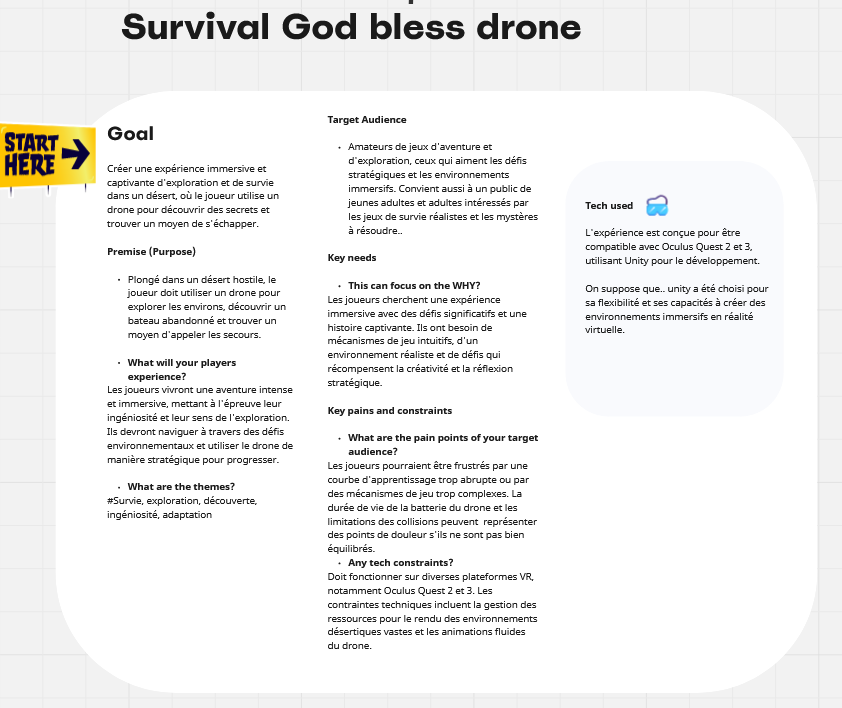 Survival God bless drone
START
HERE
Goal
Créer une expérience immersive et
captivante d'exploration et de survie
dans un désert, où le joueur utilise un
drone pour découvrir des secrets et
trouver un moyen de s'échapper.
Premise (Purpose)
• Plongé dans un désert hostile, le
joueur doit utiliser un drone pour
explorer les environs, découvrir un
bateau abandonné et trouver un
moyen d'appeler les secours.
• What will your players
experience?
Les joueurs vivront une aventure intense
et immersive, mettant à l'épreuve leur
ingéniosité et leur sens de l'exploration.
Ils devront naviguer à travers des défis
environnementaux et utiliser le drone de
manière stratégique pour progresser.
• What are the themes?
#Survie, exploration, découverte,
ingéniosité, adaptation
Target Audience
• Amateurs de jeux d'aventure et
d'exploration, ceux qui aiment les défis
stratégiques et les environnements
immersifs. Convient aussi à un public de
jeunes adultes et adultes intéressés par
les jeux de survie réalistes et les mystères
à résoudre..
Key needs
• This can focus on the WHY?
Les joueurs cherchent une expérience
immersive avec des défis significatifs et une
histoire captivante. Ils ont besoin de
mécanismes de jeu intuitifs, d'un
environnement réaliste et de défis qui
récompensent la créativité et la réflexion
stratégique.
Key pains and constraints
• What are the pain points of your target
audience?
Les joueurs pourraient être frustrés par une
courbe d'apprentissage trop abrupte ou par
des mécanismes de jeu trop complexes. La
durée de vie de la batterie du drone et les
limitations des collisions peuvent représenter
des points de douleur s'ils ne sont pas bien
équilibrés.
• Any tech constraints?
Doit fonctionner sur diverses plateformes VR,
notamment Oculus Quest 2 et 3. Les
contraintes techniques incluent la gestion des
ressources pour le rendu des environnements
désertiques vastes et les animations fluides
du drone.
Tech used
L'expérience est conçue pour être
compatible avec Oculus Quest 2 et 3,
utilisant Unity pour le développement.
On suppose que.. unity a été choisi pour
sa flexibilité et ses capacités à créer des
environnements immersifs en réalité
virtuelle.